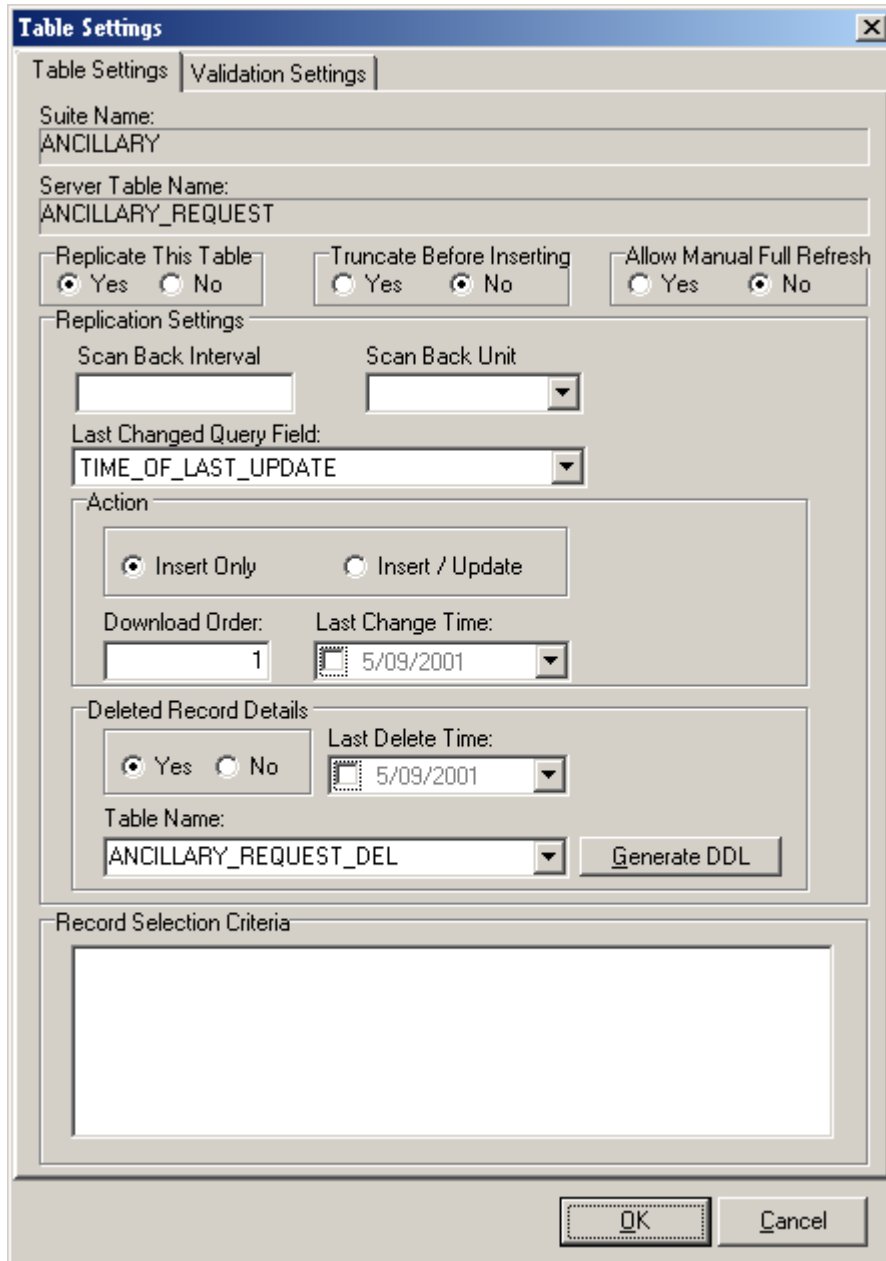 Table Settings
Table Settings Validation Settings
Suite Name:
ANCILLARY
Server Table Name:
ANCILLARY_REQUEST
Replicate This Table Truncate Before Inserting Allow Manual Full Refresh
Yes No Yes No Yes No
Replication Settings
Scan Back Interval Scan Back Unit
Last Changed Query Field:
TIME_OF_LAST_UPDATE
Action
Insert Only Insert / Update
Download Order: Last Change Time:
1 5/09/2001
Deleted Record Details
Last Delete Time:
Yes No 5/09/2001
Table Name:
ANCILLARY_REQUEST_DEL Generate DDL
Record Selection Criteria
OK Cancel